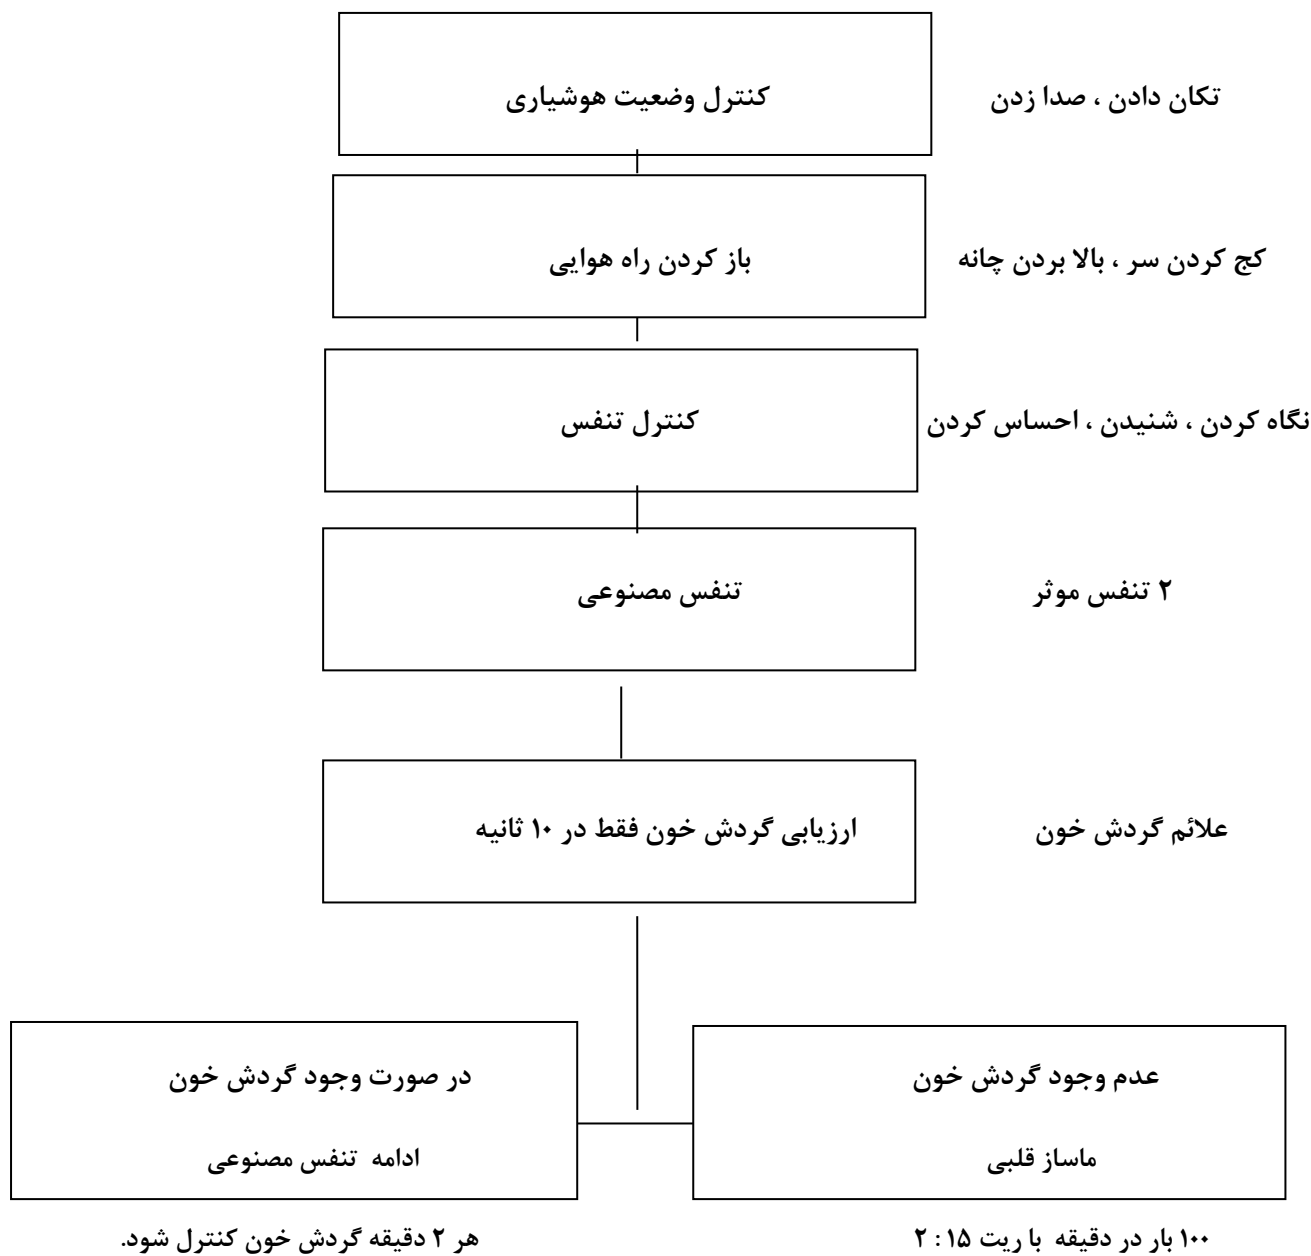 تکان دادن ، صدا زدن
کنترل وضعیت هوشیاری
کج کردن سر ، بالا بردن چانه
باز کردن راه هوایی
نگاه کردن ، شنیدن ، احساس کردن
کنترل تنفس
۲ تنفس موثر
تنفس مصنوعی
علائم گردش خون
ارزیابی گردش خون فقط در ۱۰ ثانیه
عدم وجود گردش خون
ماساز قلبی
۱۰۰ بار در دقیقه با ریت ۱۵ : ۲
در صورت وجود گردش خون
ادامه تنفس مصنوعی
هر ۲ دقیقه گردش خون کنترل شود.